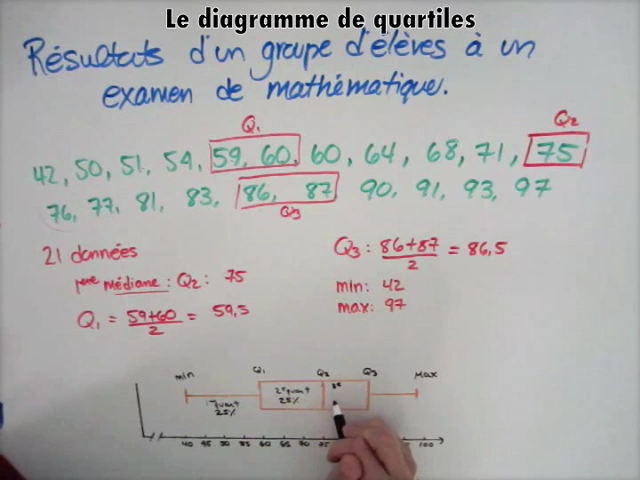 Le diagramme de quartiles
Résultats d'un groupe d'élèves à un
examen de mathématique.
Q1
Q2
42, 50, 51, 54, 59, 60, 60, 64, 68, 71, 75
76, 77, 81, 83, 86, 87 90, 91, 93, 97
Q3
21 données
Médiane: Q2: 75
Q1 = 59+60/2 = 59,5
Q3: 86+87/2 = 86,5
min: 42
max: 97
min Q1 Q2 Q3 Max
25%
25%
40 45 50 55 60 65 70 75 100